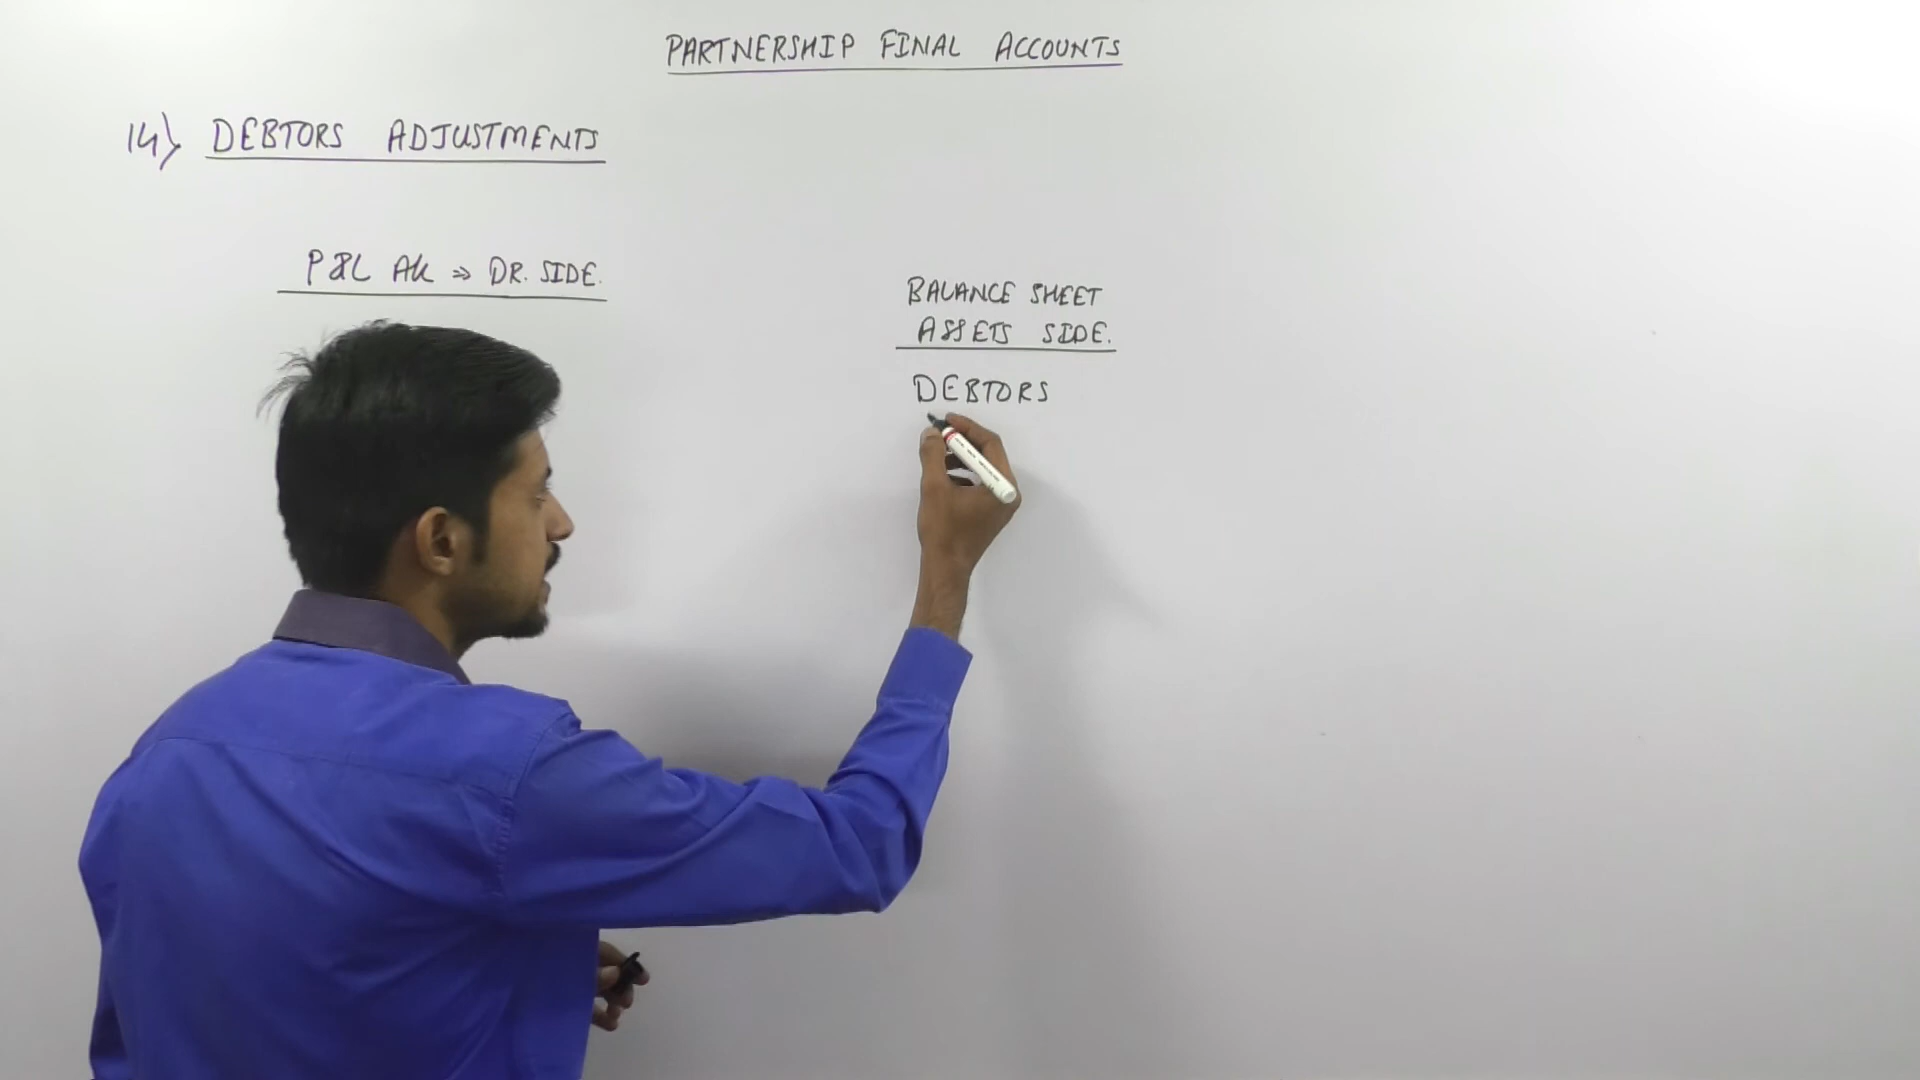 PARTNERSHIP FINAL ACCOUNTS
14) DEBTORS ADJUSTMENTS
P&L A/c ⇒ DR. SIDE.
BALANCE SHEET
ASSETS SIDE.
DEBTORS